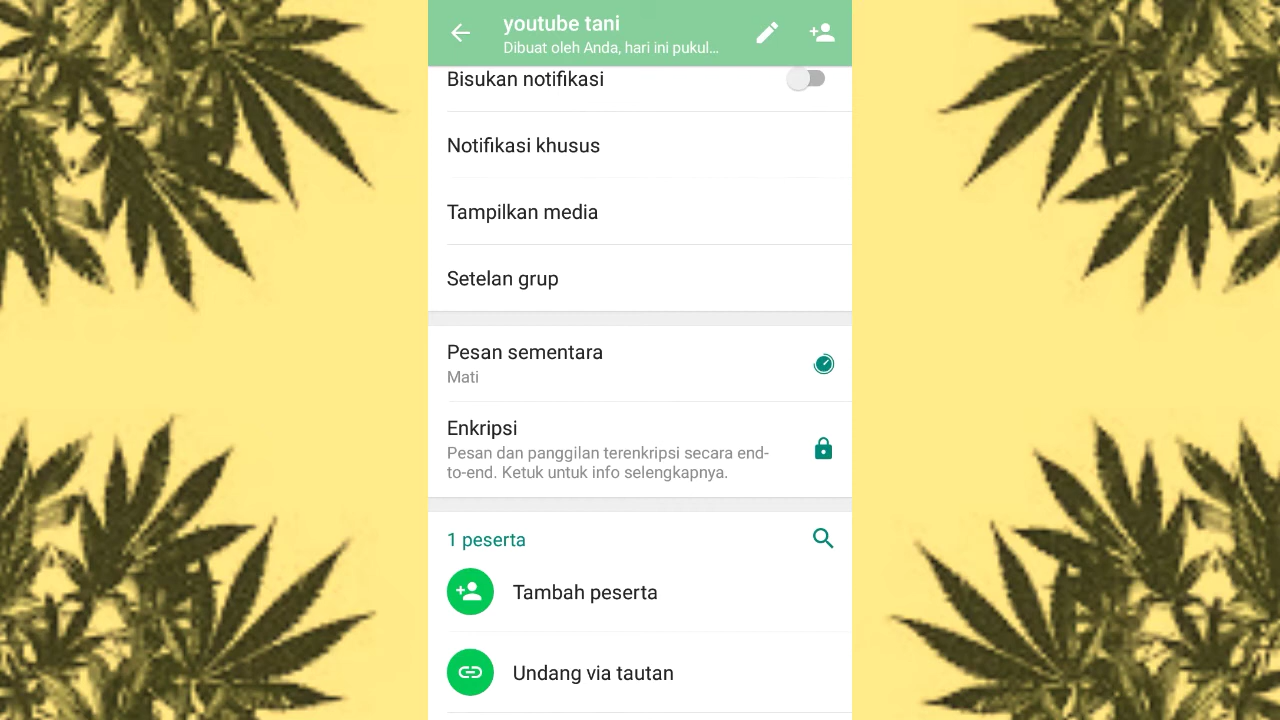 youtube tani
Dibuat oleh Anda, hari ini pukul...
Bisukan notifikasi
Notifikasi khusus
Tampilkan media
Setelan grup
Pesan sementara
Mati
Enkripsi
Pesan dan panggilan terenkripsi secara end-
to-end. Ketuk untuk info selengkapnya.
1 peserta
Tambah peserta
Undang via tautan